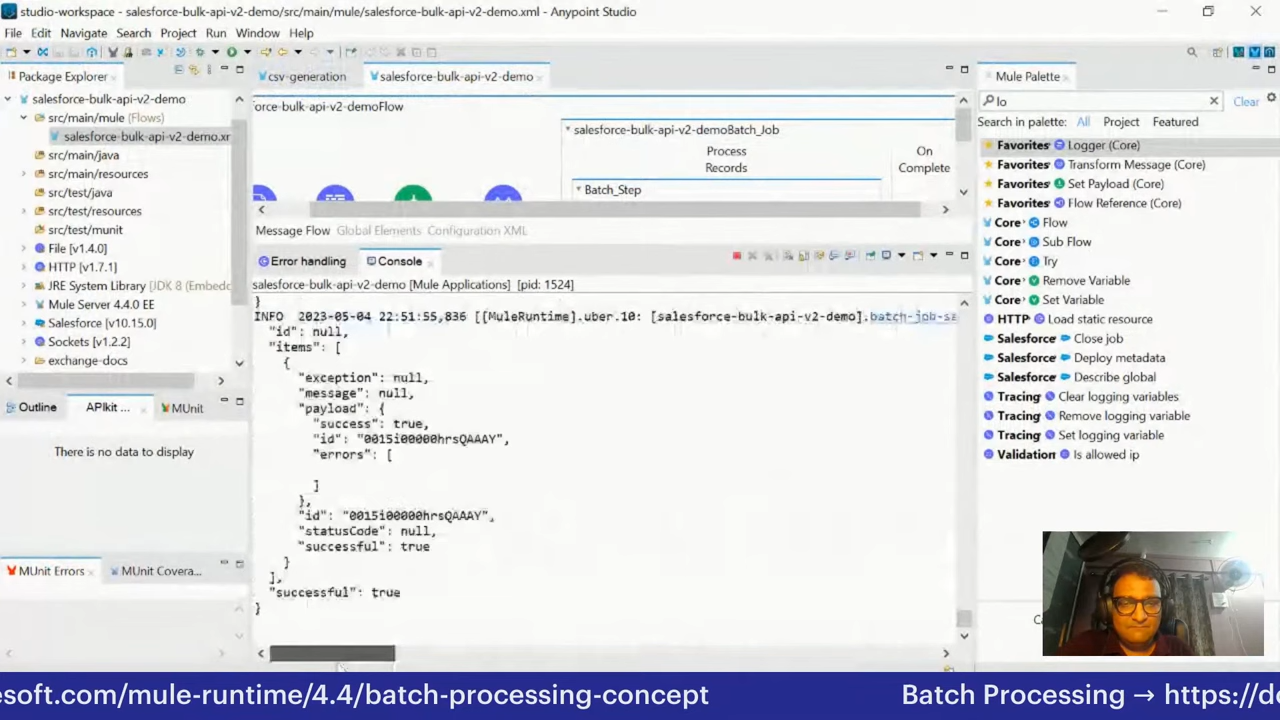 studio-workspace - salesforce-bulk-api-v2-demo/src/main/mule/salesforce-bulk-api-v2-demo.xml - Anypoint Studio
File Edit Navigate Search Project Run Window Help
Package Explorer
salesforce-bulk-api-v2-demo
src/main/mule (Flows)
salesforce-bulk-api-v2-demo.xr
src/main/java
src/main/resources
src/test/java
src/test/resources
src/test/munit
File [v1.4.0]
HTTP [v1.7.1]
JRE System Library [JDK 8 (Embedc
Mule Server 4.4.0 EE
Salesforce [v10.15.0]
Sockets [v1.2.2]
exchange-docs
Outline APIkit ... MUnit
There is no data to display
MUnit Errors MUnit Covera...
csv-generation salesforce-bulk-api-v2-demo
orce-bulk-api-v2-demoFlow
salesforce-bulk-api-v2-demoBatch_Job
Process
Records
On
Complete
Batch_Step
Message Flow Global Elements Configuration XML
Error handling Console
salesforce-bulk-api-v2-demo [Mule Applications] [pid: 1524]
}
INFO 2023-05-04 22:51:55,836 [[MuleRuntime].uber.10: [salesforce-bulk-api-v2-demo].batch-job-sa
"id": null,
"items": [
{
"exception": null,
"message": null,
"payload": {
"success": true,
"id": "0015i00000hrsQAAAY",
"errors": [
]
},
"id": "0015i00000hrsQAAAY",
"statusCode": null,
"successful": true
}
],
"successful": true
}
Mule Palette
lo
Clear
Search in palette: All Project Featured
Favorites Logger (Core)
Favorites Transform Message (Core)
Favorites Set Payload (Core)
Favorites Flow Reference (Core)
Core Flow
Core Sub Flow
Core Try
Core Remove Variable
Core Set Variable
HTTP Load static resource
Salesforce Close job
Salesforce Deploy metadata
Salesforce Describe global
Tracing Clear logging variables
Tracing Remove logging variables
Tracing Set logging variable
Validation Is allowed ip
esoft.com/mule-runtime/4.4/batch-processing-concept Batch Processing → https://do